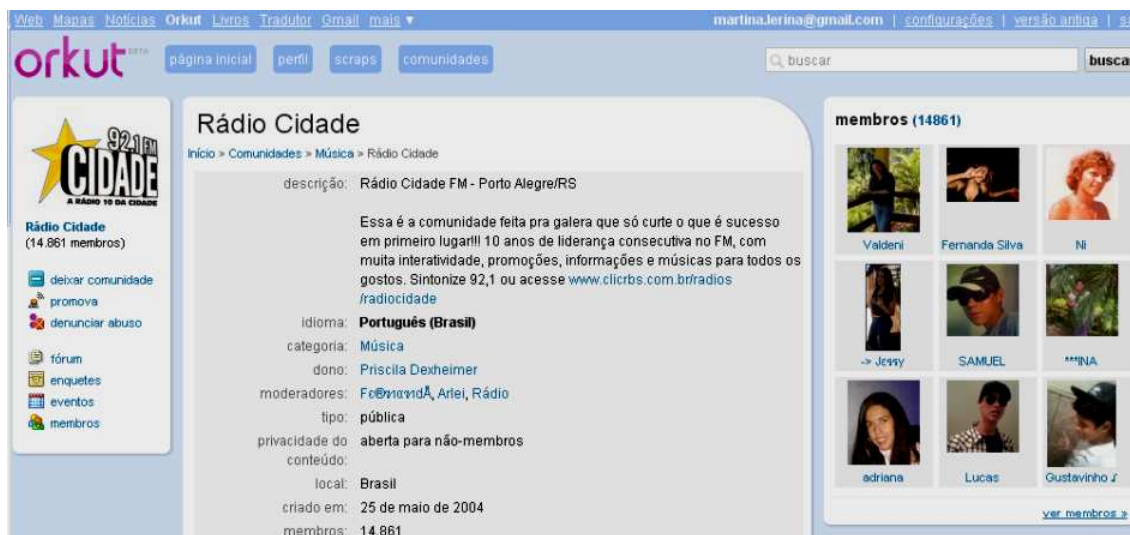 Web Mapas Notícias Orkut Livros Tradutor Gmail mais ▼
martina.lerina@gmail.com | configurações | versão antiga |
orkut BETA
página inicial perfil scraps comunidades
buscar
busca
92,1 FM
CIDADE
A RÁDIO 10 DA CIDADE
Rádio Cidade
(14.861 membros)
deixar comunidade
promova
denunciar abuso
fórum
enquetes
eventos
membros
Rádio Cidade
Início > Comunidades > Música > Rádio Cidade
descrição: Rádio Cidade FM - Porto Alegre/RS
Essa é a comunidade feita pra galera que só curte o que é sucesso
em primeiro lugar!!! 10 anos de liderança consecutiva no FM, com
muita interatividade, promoções, informações e músicas para todos os
gostos. Sintonize 92,1 ou acesse www.clicrbs.com.br/radios
/radiocidade
idioma: Português (Brasil)
categoria: Música
dono: Priscila Dexheimer
moderadores: Arlei, Rádio
tipo: pública
privacidade do aberta para não-membros
conteúdo:
local: Brasil
criado em: 25 de maio de 2004
membros: 14.861
membros (14861)
Valdeni Fernanda Silva Ni
-> Jessy SAMUEL ***INA
adriana Lucas Gustavinho ♪
ver membros »